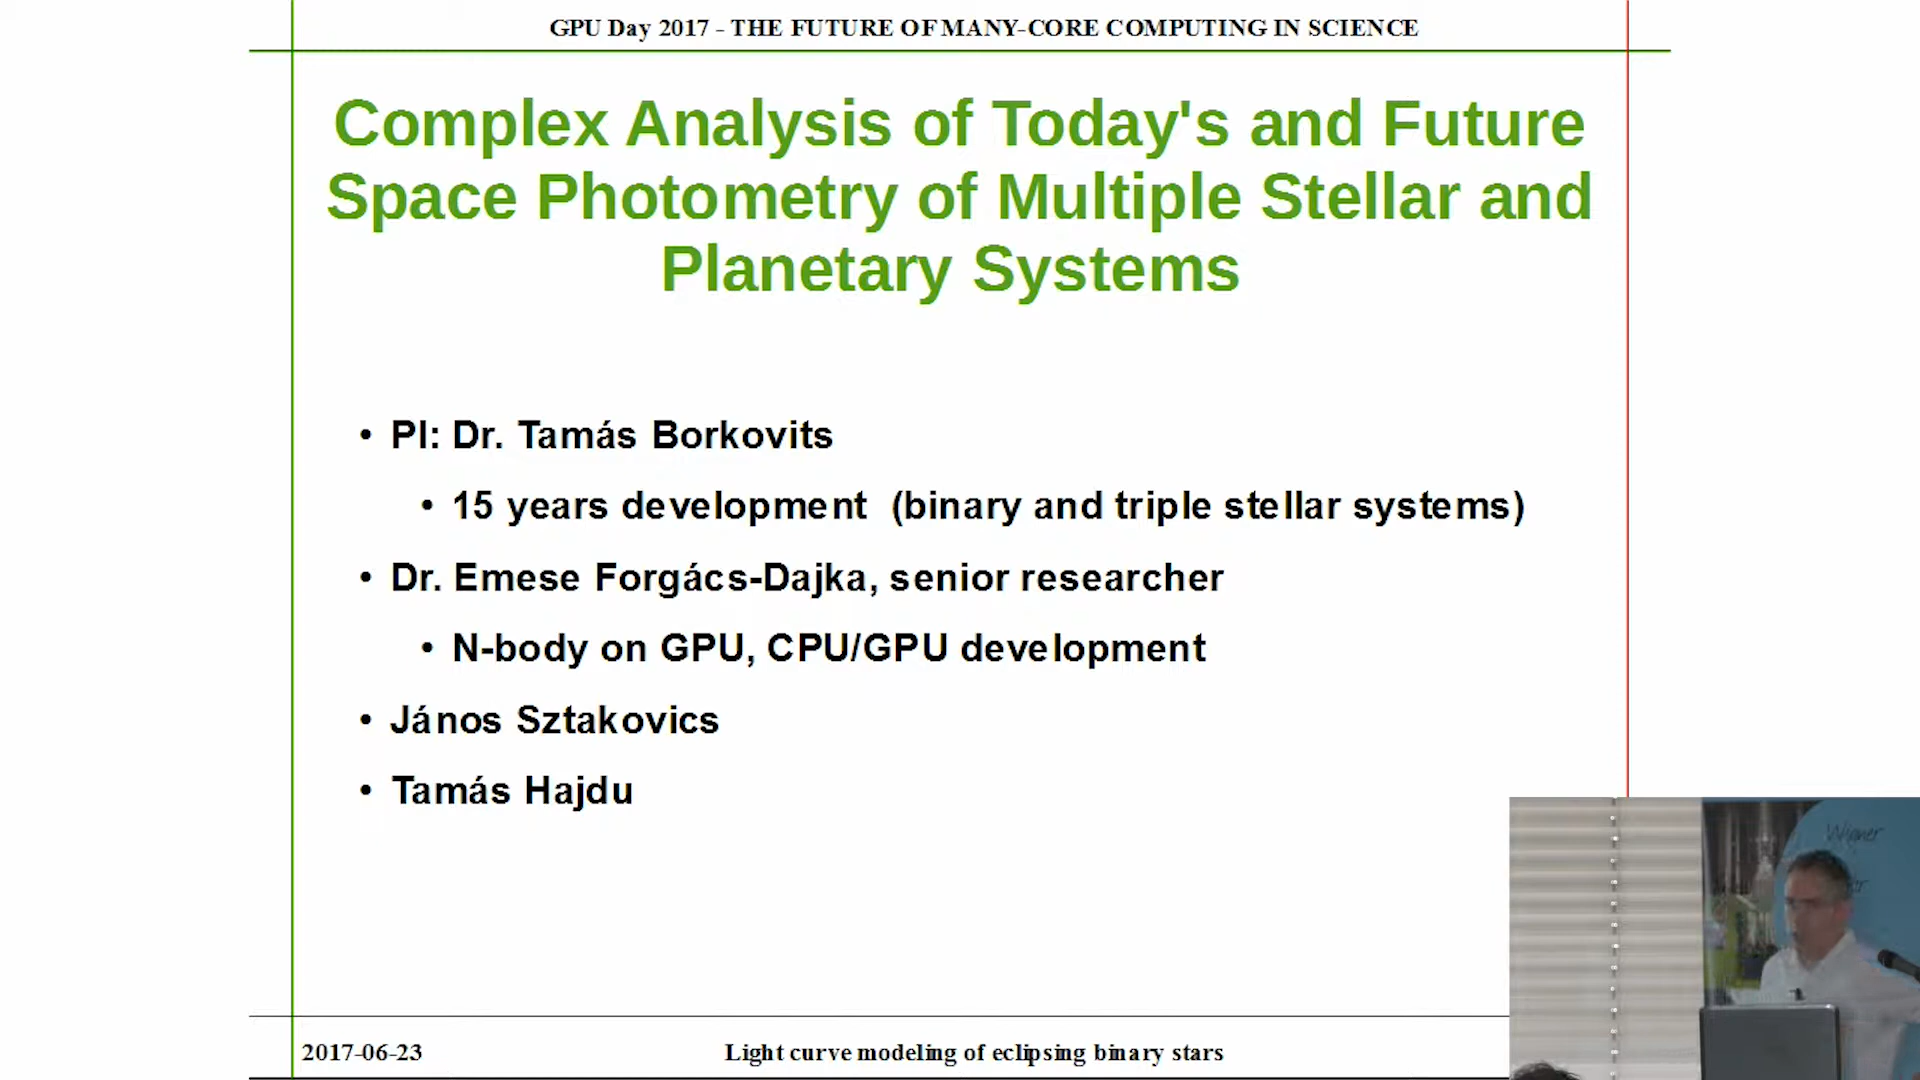 GPU Day 2017 - THE FUTURE OF MANY-CORE COMPUTING IN SCIENCE
Complex Analysis of Today's and Future
Space Photometry of Multiple Stellar and
Planetary Systems
• PI: Dr. Tamás Borkovits
• 15 years development (binary and triple stellar systems)
• Dr. Emese Forgács-Dajka, senior researcher
• N-body on GPU, CPU/GPU development
• János Sztakovics
• Tamás Hajdu
Wigner
2017-06-23
Light curve modeling of eclipsing binary stars